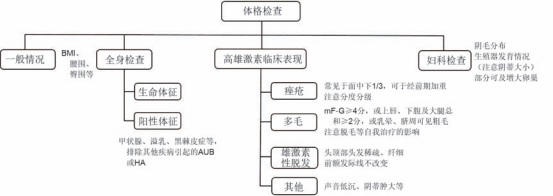 体格检查
一般情况
BMI、
腰围、
臀围等
全身检查
高雄激素临床表现
妇科检查
阴毛分布
生殖器发育情况
(注意阴蒂大小)
部分可及增大卵巢
生命体征
阳性体征
甲状腺、溢乳、黑棘皮症等,
排除其他疾病引起的AUB
或HA
痤疮
常见于面中下1/3,可于经前期加重
注意分度分级
多毛
mF-G≥4分,或上唇、下腹及大腿总
和≥2分,或乳晕、脐周可见粗毛
注意脱毛等自我治疗的影响
雄激素
性脱发
头顶部头发稀疏、纤细
前额发际线不改变
其他
声音低沉、阴蒂肿大等